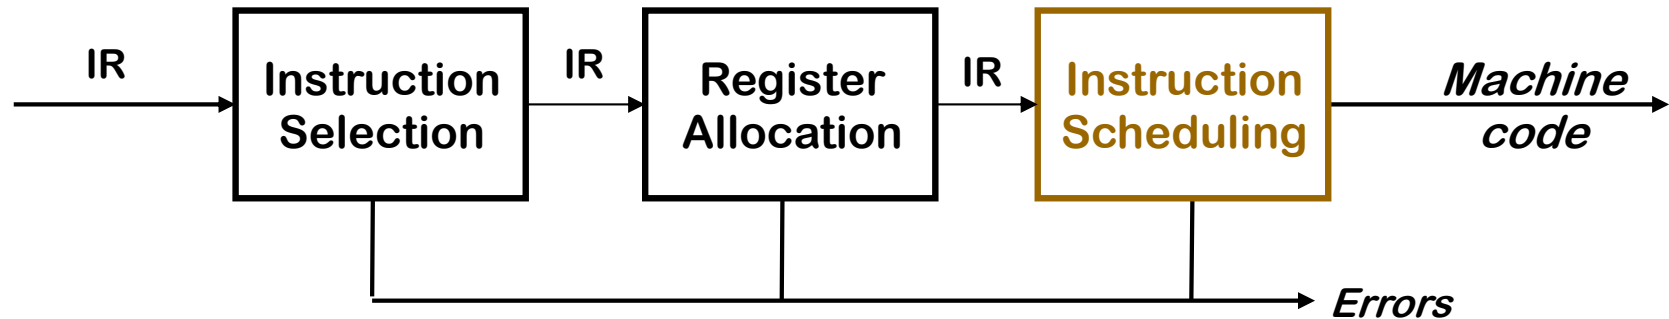 IR
Instruction
Selection
IR
Register
Allocation
IR
Instruction
Scheduling
Machine
code
Errors